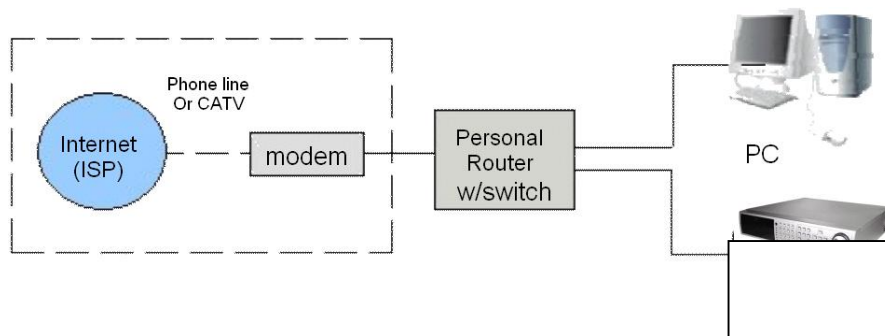 Phone line
Or CATV
Internet
(ISP)
modem
Personal
Router
w/switch
PC